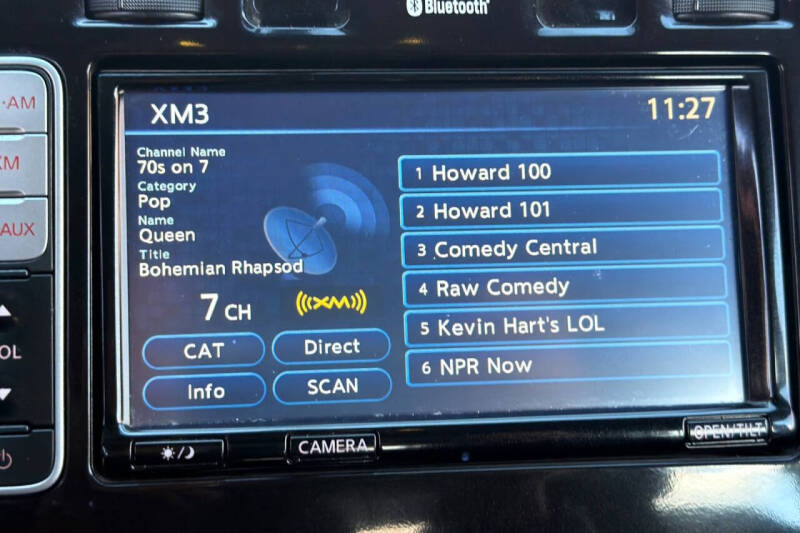 Bluetooth
·AM
XM
AUX
XM3
11:27
Channel Name
70s on 7
Category
Pop
Name
Queen
Title
Bohemian Rhapsod
7 CH
((XM))
CAT
Direct
Info
SCAN
1 Howard 100
2 Howard 101
3 Comedy Central
4 Raw Comedy
5 Kevin Hart's LOL
6 NPR Now
OL
CAMERA
OPEN/TILT